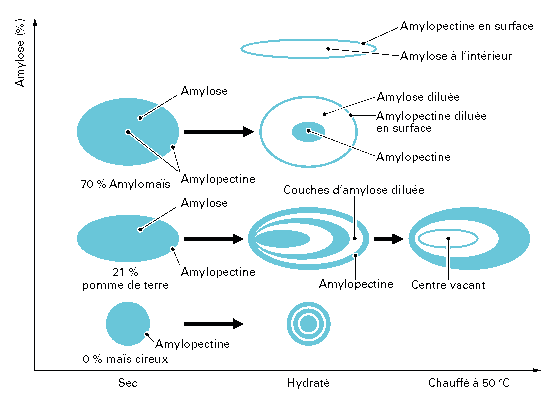 Amylose (%)
Amylopectine en surface
Amylose à l'intérieur
Amylose
Amylopectine
70 % Amylomaïs
Amylose diluée
Amylopectine diluée
en surface
Amylopectine
Couches d'amylose diluée
Amylose
Amylopectine
21 %
pomme de terre
Amylopectine
Centre vacant
Amylopectine
0 % maïs cireux
Sec
Hydraté
Chauffé à 50 °C